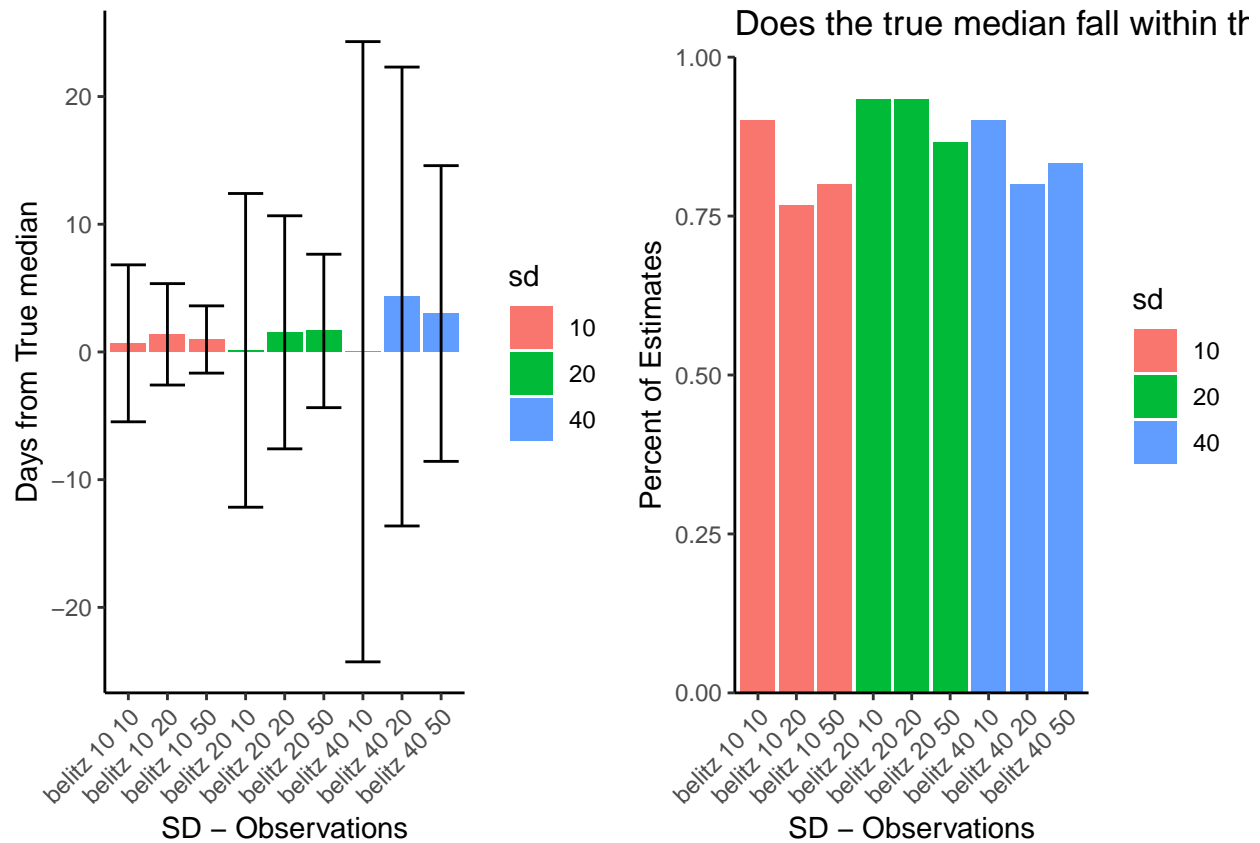 20
10
0
−10
−20
Days from True median
belitz 10 10
belitz 10 20
belitz 10 50
belitz 20 10
belitz 20 20
belitz 20 50
belitz 40 10
belitz 40 20
belitz 40 50
SD − Observations
sd
10
20
40
Does the true median fall within th
1.00
0.75
0.50
0.25
0.00
Percent of Estimates
belitz 10 10
belitz 10 20
belitz 10 50
belitz 20 10
belitz 20 20
belitz 20 50
belitz 40 10
belitz 40 20
belitz 40 50
SD − Observations
sd
10
20
40